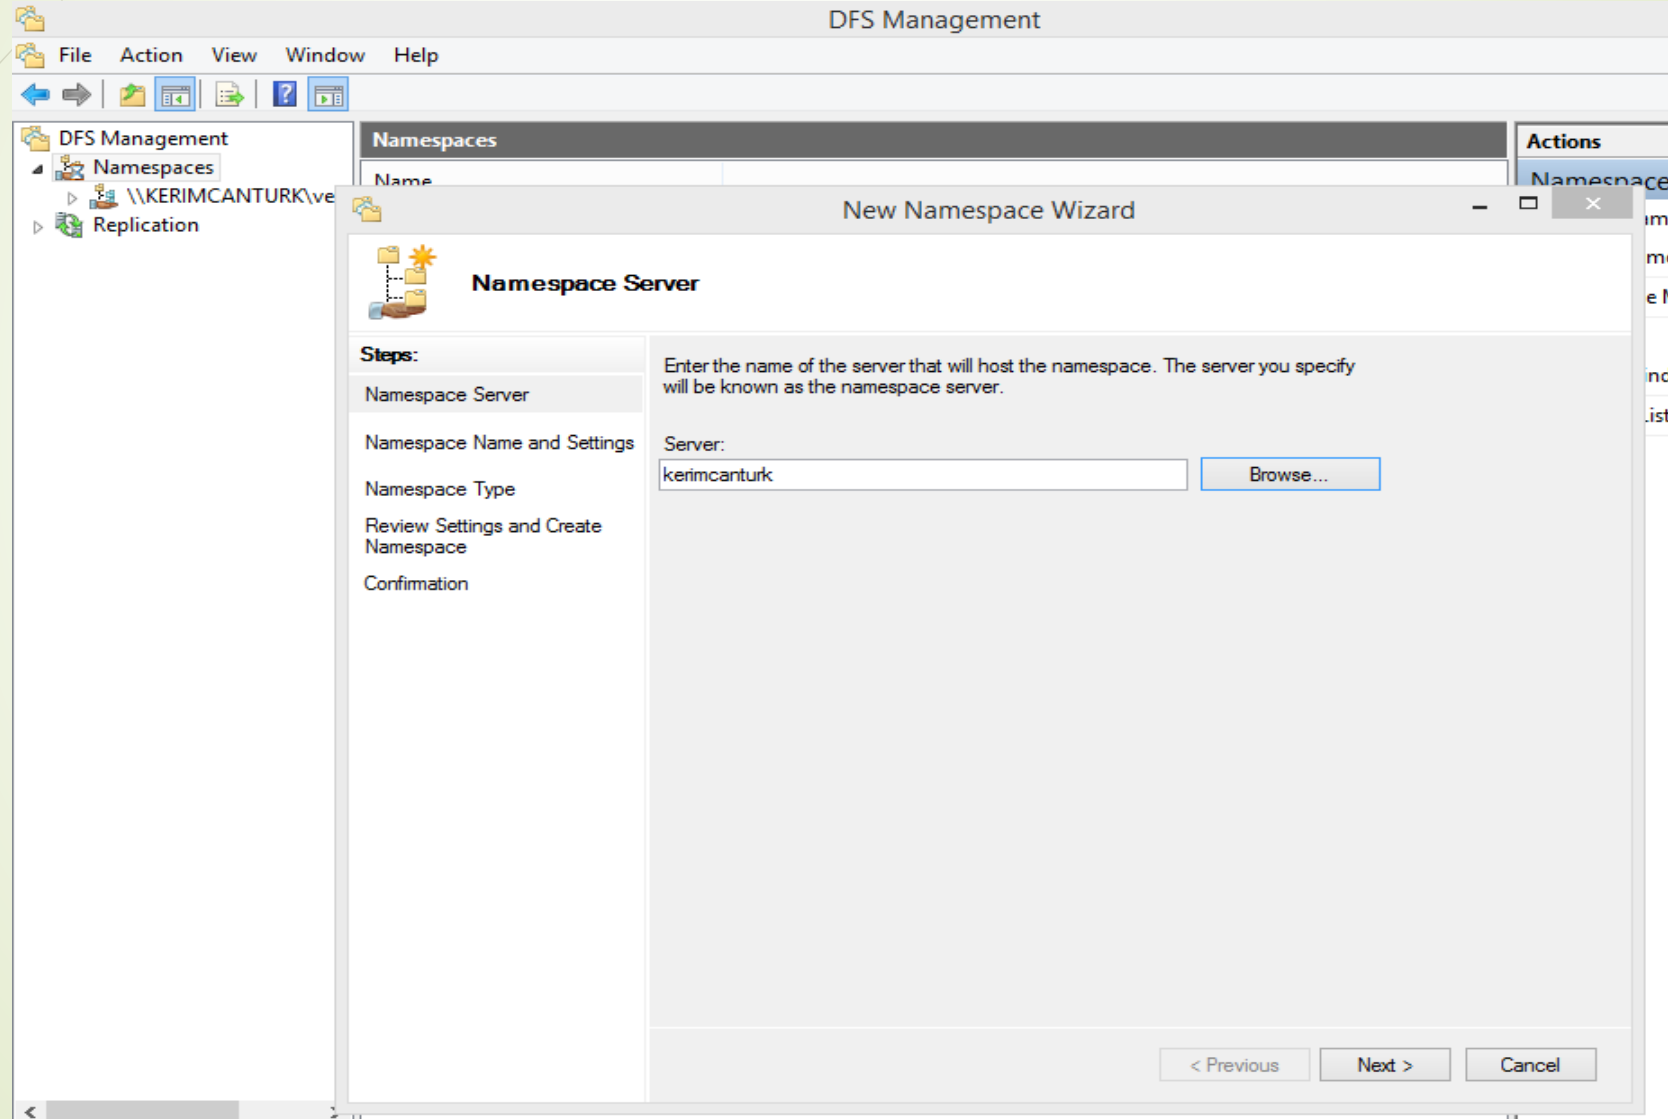 DFS Management
File Action View Window Help
DFS Management
Namespaces
\\KERIMCANTURK\ve
Replication
Namespaces
Name
Actions
Namespace
New Namespace Wizard
Namespace Server
Steps:
Namespace Server
Namespace Name and Settings
Namespace Type
Review Settings and Create
Namespace
Confirmation
Enter the name of the server that will host the namespace. The server you specify
will be known as the namespace server.
Server:
kerimcanturk
Browse...
< Previous
Next >
Cancel